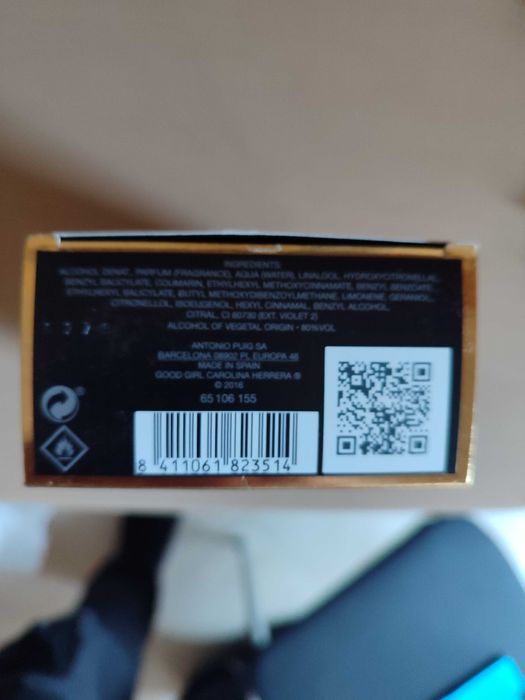 INGREDIENTS:
ALCOHOL DENAT., PARFUM (FRAGRANCE), AQUA (WATER), LINALOOL, HYDROXYCITRONELLAL,
BENZYL SALICYLATE, COUMARIN, ETHYLHEXYL METHOXYCINNAMATE, BENZYL BENZOATE,
ETHYLHEXYL SALICYLATE, BUTYL METHOXYDIBENZOYLMETHANE, LIMONENE, GERANIOL,
CITRONELLOL, ISOEUGENOL, HEXYL CINNAMAL, BENZYL ALCOHOL,
CITRAL, CI 60730 (EXT. VIOLET 2)
ALCOHOL OF VEGETAL ORIGIN - 80%VOL
ANTONIO PUIG SA
BARCELONA 08902 PL EUROPA 46
MADE IN SPAIN
GOOD GIRL CAROLINA HERRERA ®
© 2016
65106155
8 411061 823514